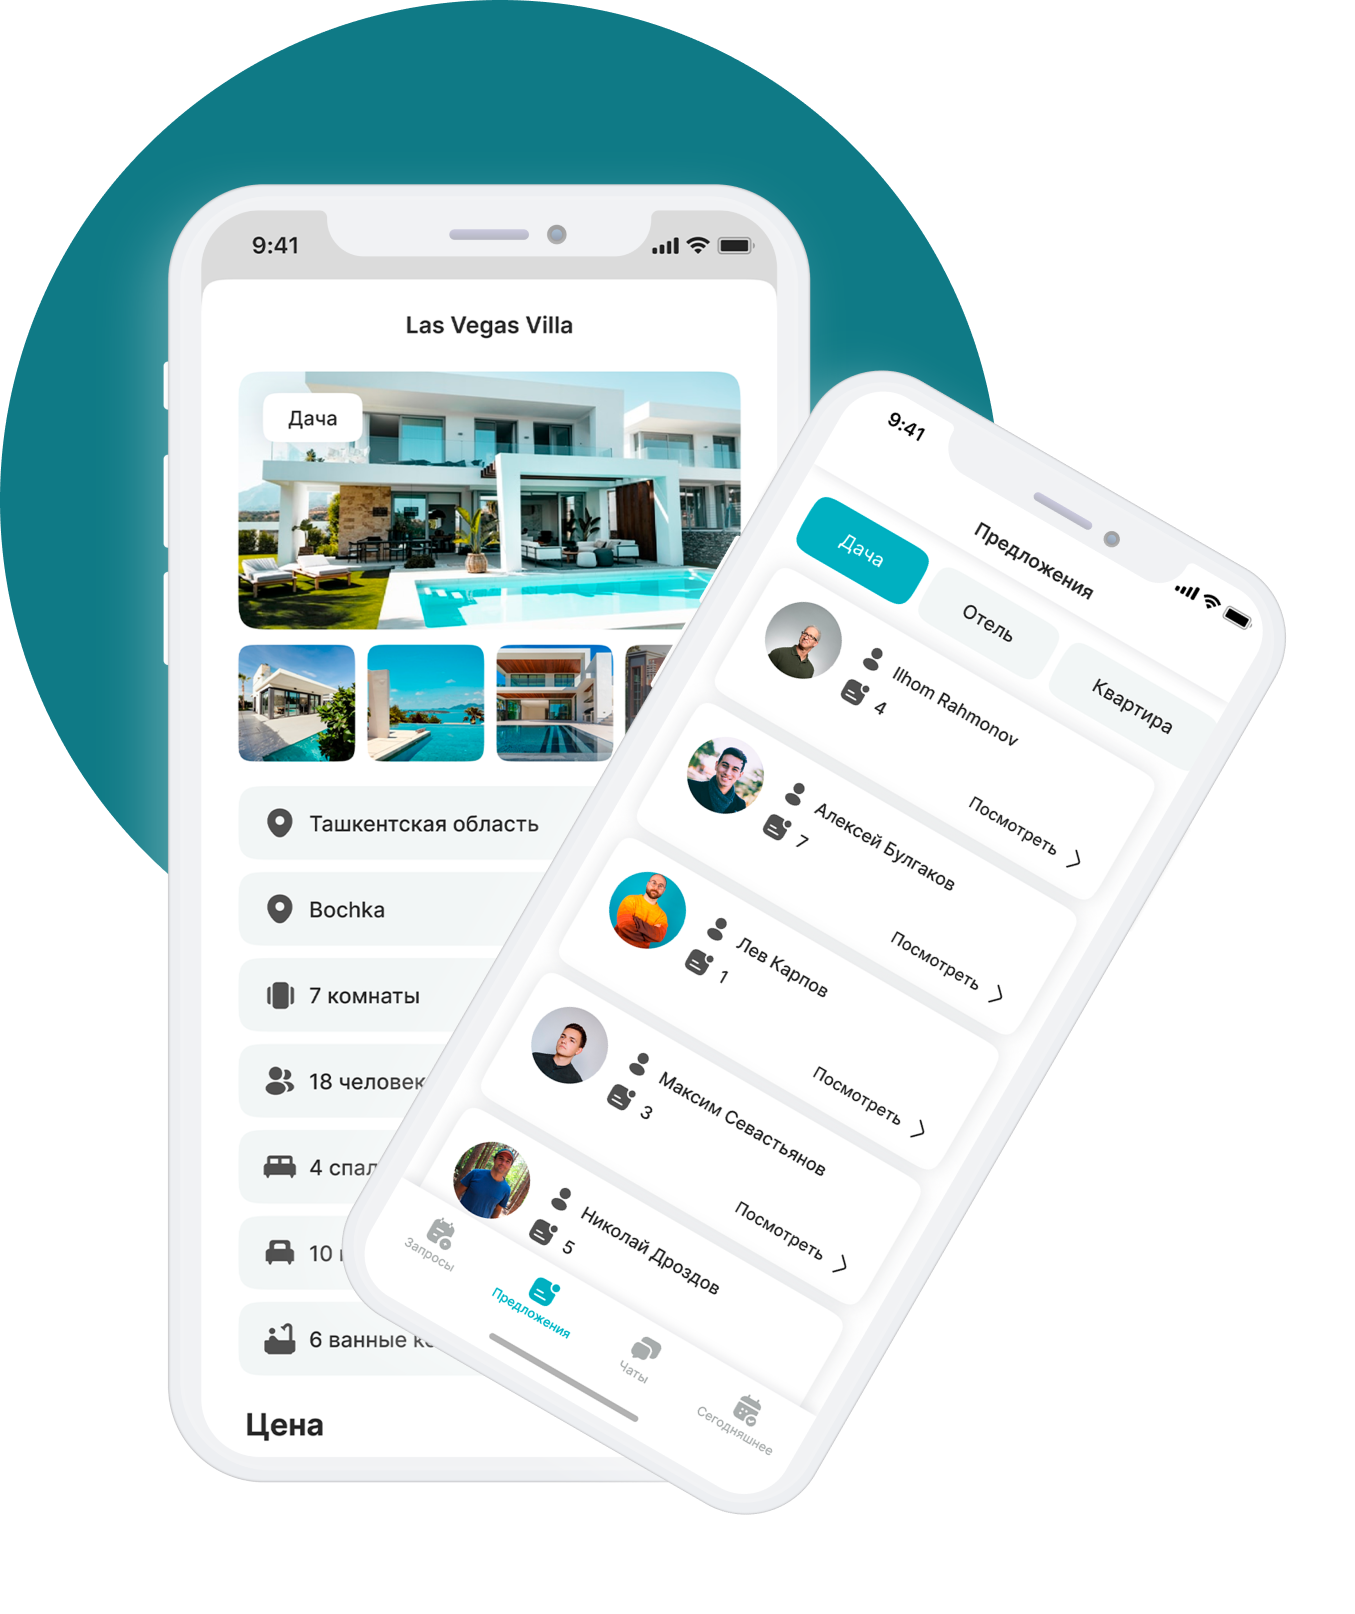 9:41
Las Vegas Villa
Дача
Ташкентская область
Bochka
7 комнаты
18 человек
4
10
6 ванные
Цена
9:41
Предложения
Дача
Отель
Квартира
Ilhom Rahmonov
4
Посмотреть
Алексей Булгаков
7
Посмотреть
Лев Карпов
1
Посмотреть
Максим Севастьянов
3
Посмотреть
Николай Дроздов
5
Запросы
Предложения
Чаты
Сегодняшнее